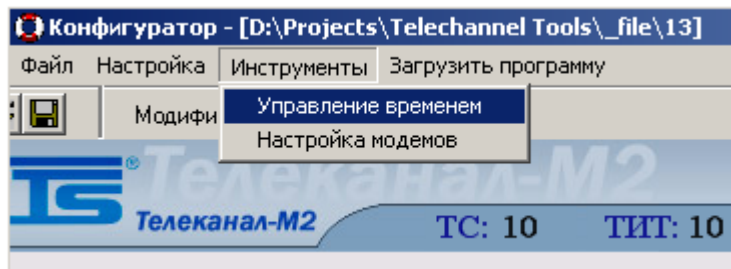 Конфигуратор - [D:\Projects\Telechannel Tools\_file\13]
Файл Настройка Инструменты Загрузить программу
Модифи
Управление временем
Настройка модемов
TS ® Телеканал-М2
Телеканал-М2 ТС: 10 ТИТ: 10